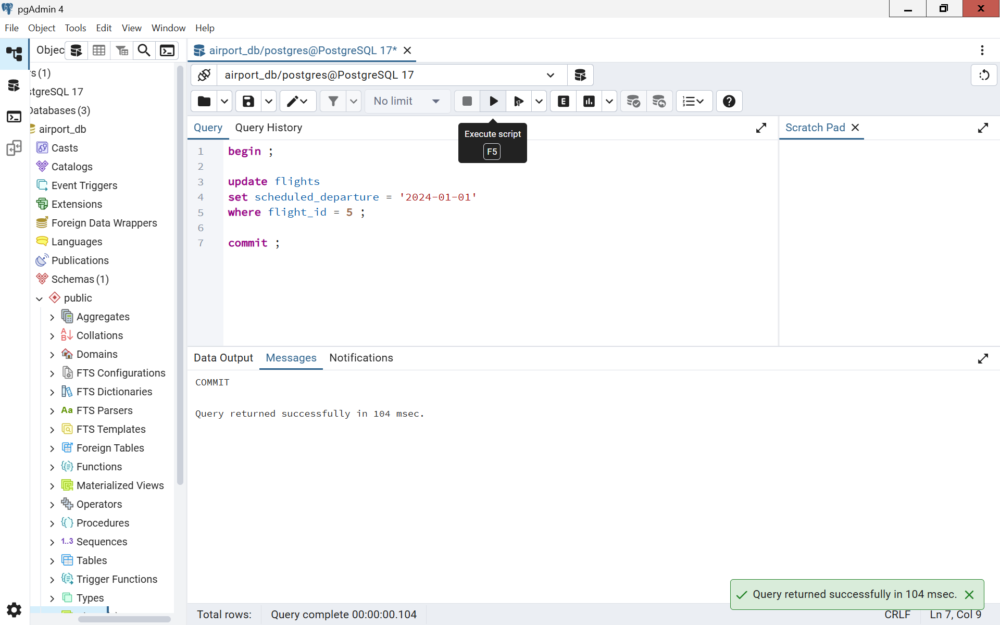 pgAdmin 4
File Object Tools Edit View Window Help
Objec
airport_db/postgres@PostgreSQL 17*
rs (1)
stgreSQL 17
Databases (3)
airport_db
Casts
Catalogs
Event Triggers
Extensions
Foreign Data Wrappers
Languages
Publications
Schemas (1)
public
Aggregates
Collations
Domains
FTS Configurations
FTS Dictionaries
Aa FTS Parsers
FTS Templates
Foreign Tables
Functions
Materialized Views
Operators
Procedures
1..3 Sequences
Tables
Trigger Functions
Types
airport_db/postgres@PostgreSQL 17
No limit
E
Query Query History
Execute script
F5
Scratch Pad
1 begin ;
2
3 update flights
4 set scheduled_departure = '2024-01-01'
5 where flight_id = 5 ;
6
7 commit ;
Data Output Messages Notifications
COMMIT
Query returned successfully in 104 msec.
Query returned successfully in 104 msec.
Total rows: Query complete 00:00:00.104 CRLF Ln 7, Col 9